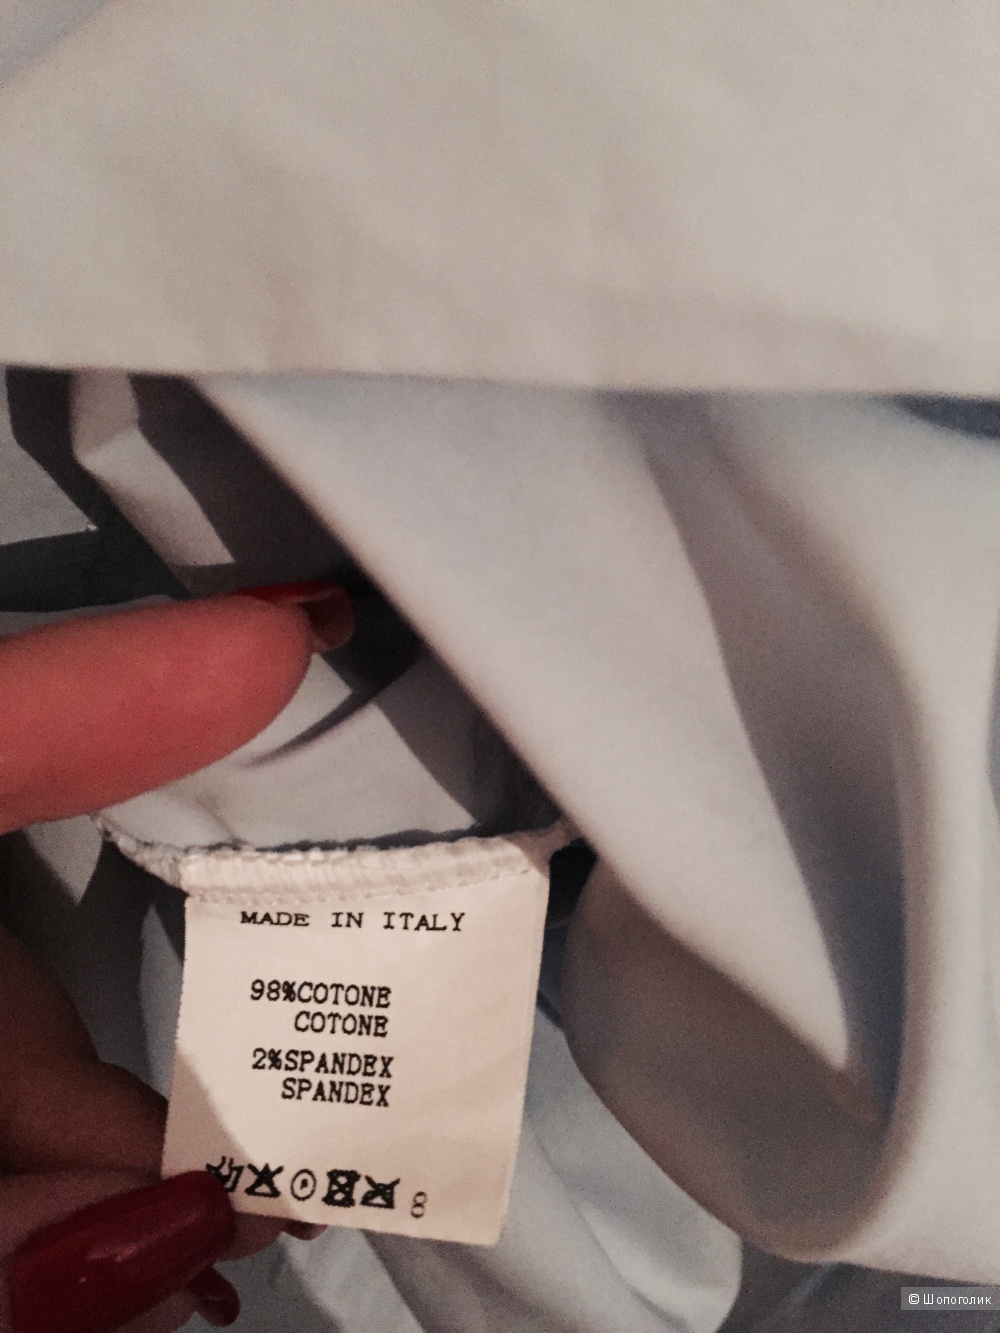 MADE IN ITALY
98%COTONE
COTONE
2%SPANDEX
SPANDEX
P
8
© Шопоголик